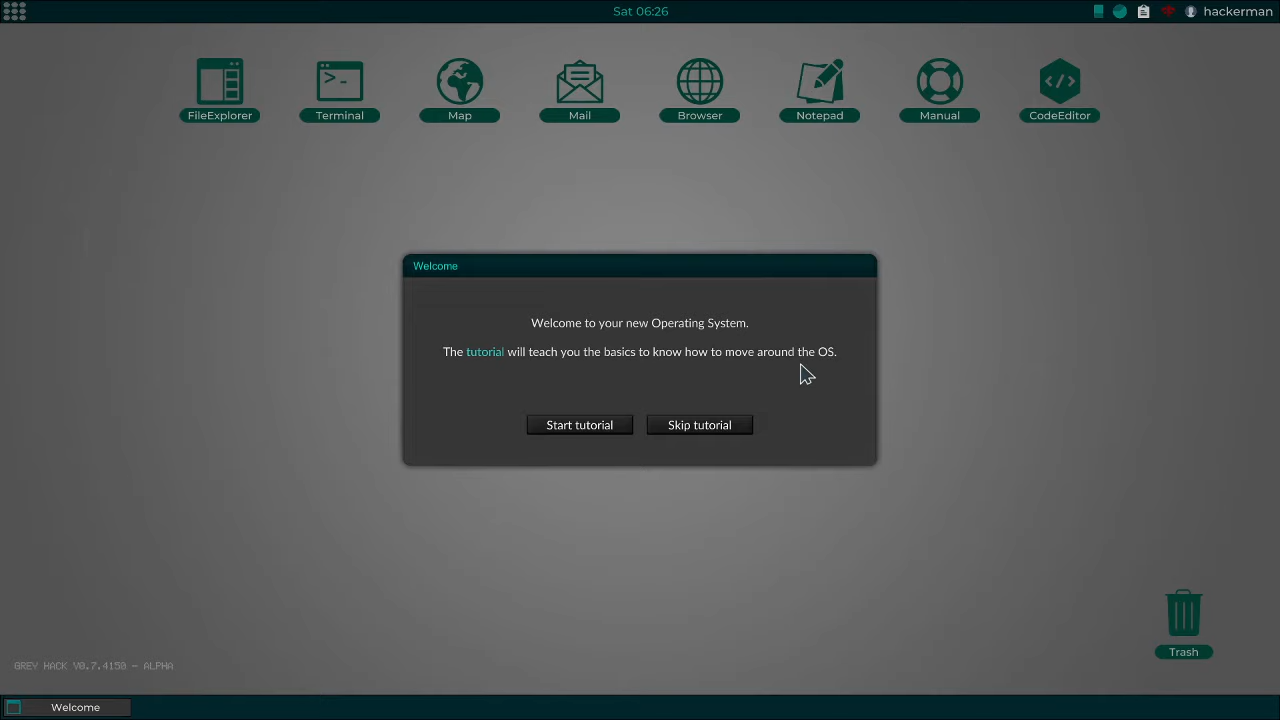 Sat 06:26
hackerman
FileExplorer
Terminal
Map
Mail
Browser
Notepad
Manual
CodeEditor
Welcome
Welcome to your new Operating System.
The tutorial will teach you the basics to know how to move around the OS.
Start tutorial
Skip tutorial
Trash
GREY HACK V0.7.4150 - ALPHA
Welcome